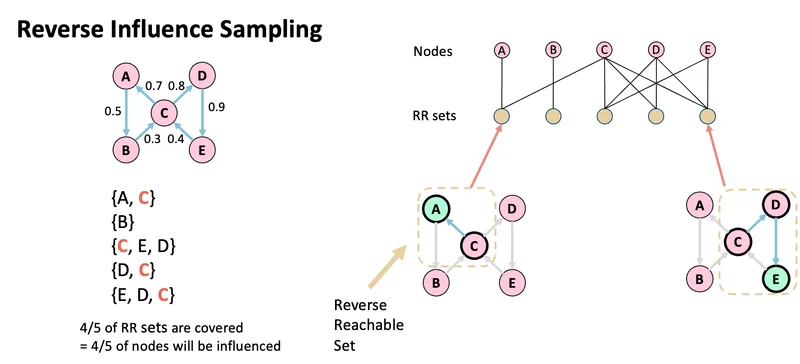 Reverse Influence Sampling
A D
0.7 0.8
0.5 C 0.9
0.3 0.4
B E
{A, C}
{B}
{C, E, D}
{D, C}
{E, D, C}
4/5 of RR sets are covered
= 4/5 of nodes will be influenced
Nodes A B C D E
RR sets
A D
C
B E
Reverse
Reachable
Set
A D
C
B E